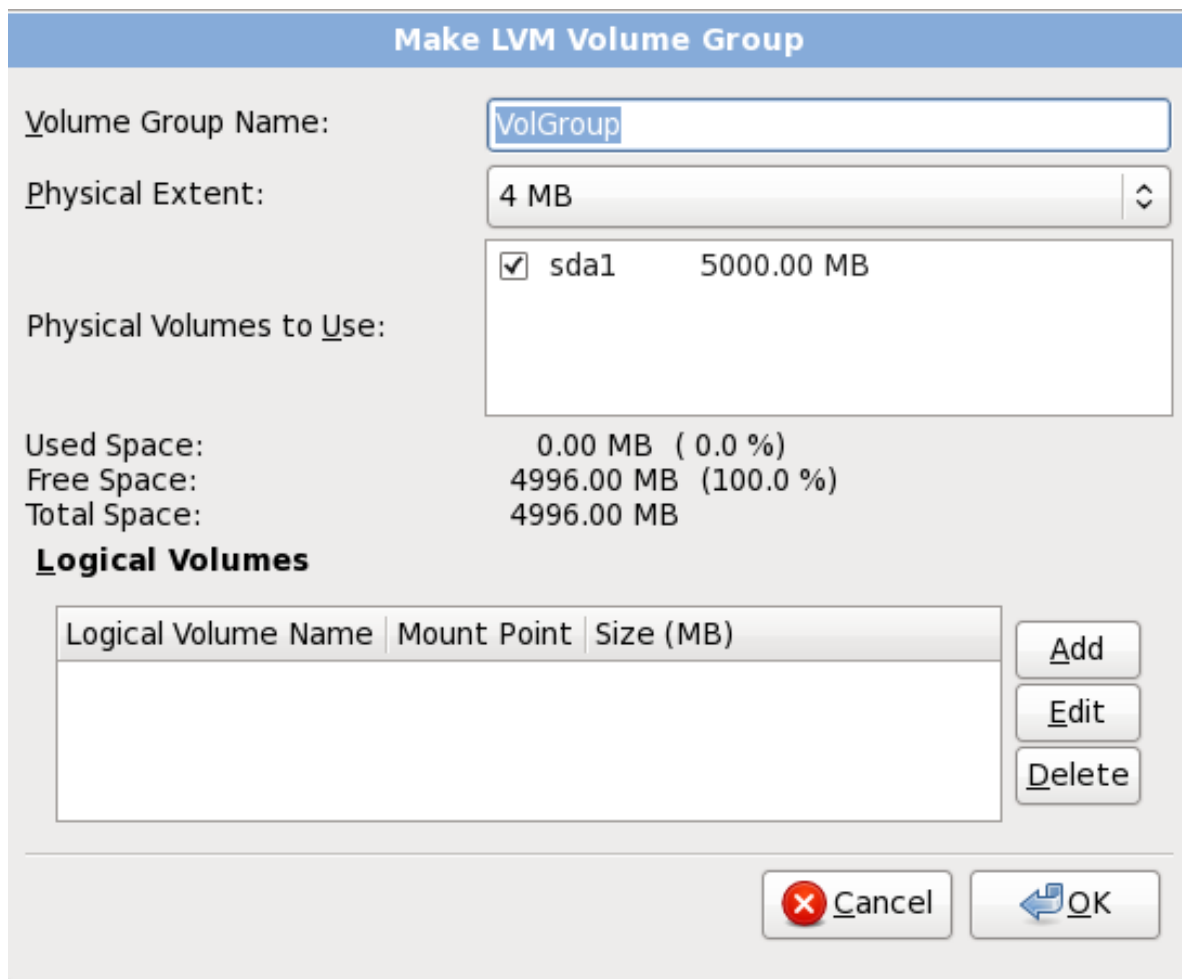 Make LVM Volume Group
Volume Group Name: VolGroup
Physical Extent: 4 MB
sda1 5000.00 MB
Physical Volumes to Use:
Used Space: 0.00 MB ( 0.0 %)
Free Space: 4996.00 MB (100.0 %)
Total Space: 4996.00 MB
Logical Volumes
Logical Volume Name Mount Point Size (MB)
Add
Edit
Delete
Cancel OK